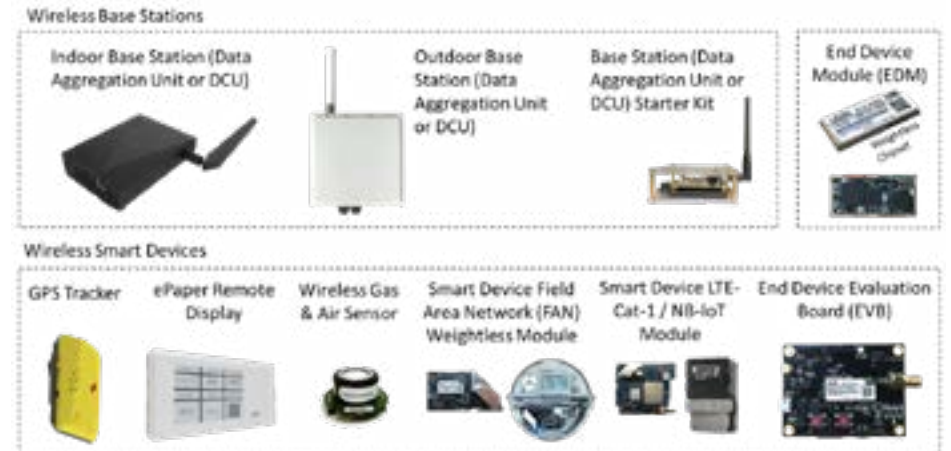 Wireless Base Stations
Indoor Base Station (Data
Aggregation Unit or DCU)
Outdoor Base
Station (Data
Aggregation Unit
or DCU)
Base Station (Data
Aggregation Unit or
DCU) Starter Kit
End Device
Module (EDM)
Weightless
Chipset
Wireless Smart Devices
GPS Tracker
ePaper Remote
Display
Wireless Gas
& Air Sensor
Smart Device Field
Area Network (FAN)
Weightless Module
Smart Device LTE-
Cat-1 / NB-IoT
Module
End Device Evaluation
Board (EVB)